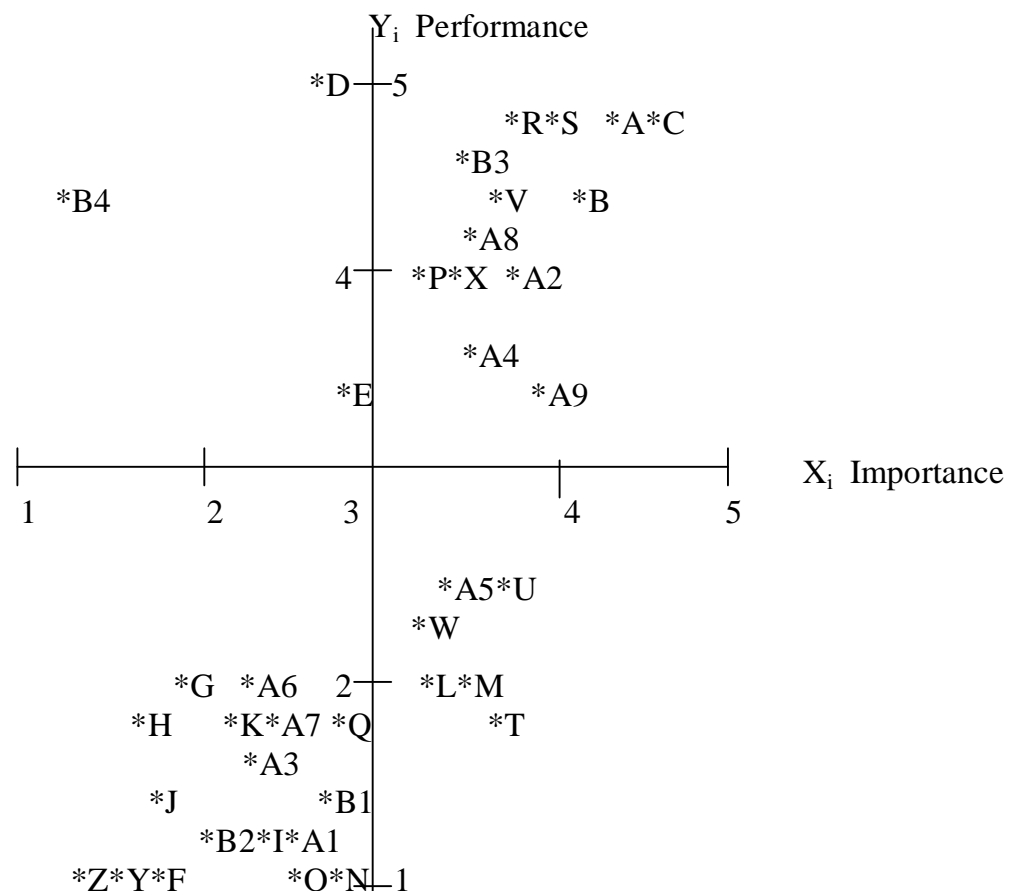 Yᵢ Performance
*D 5
*R*S *A*C
*B3
*B4 *V *B
*A8
4 *P*X *A2
*A4
*E *A9
Xᵢ Importance
1 2 3 4 5
*A5*U
*W
*G *A6 2 *L*M
*H *K*A7 *Q *T
*A3
*J *B1
*B2*I*A1
*Z*Y*F *O*N 1